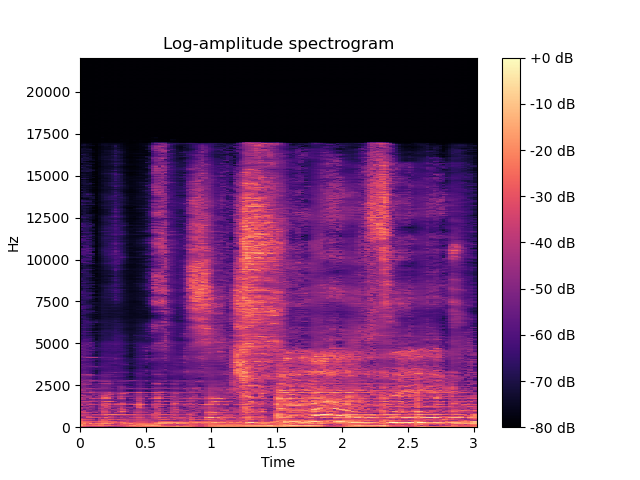 Log-amplitude spectrogram
Hz
20000
17500
15000
12500
10000
7500
5000
2500
0
0
0.5
1
1.5
2
2.5
3
Time
+0 dB
-10 dB
-20 dB
-30 dB
-40 dB
-50 dB
-60 dB
-70 dB
-80 dB